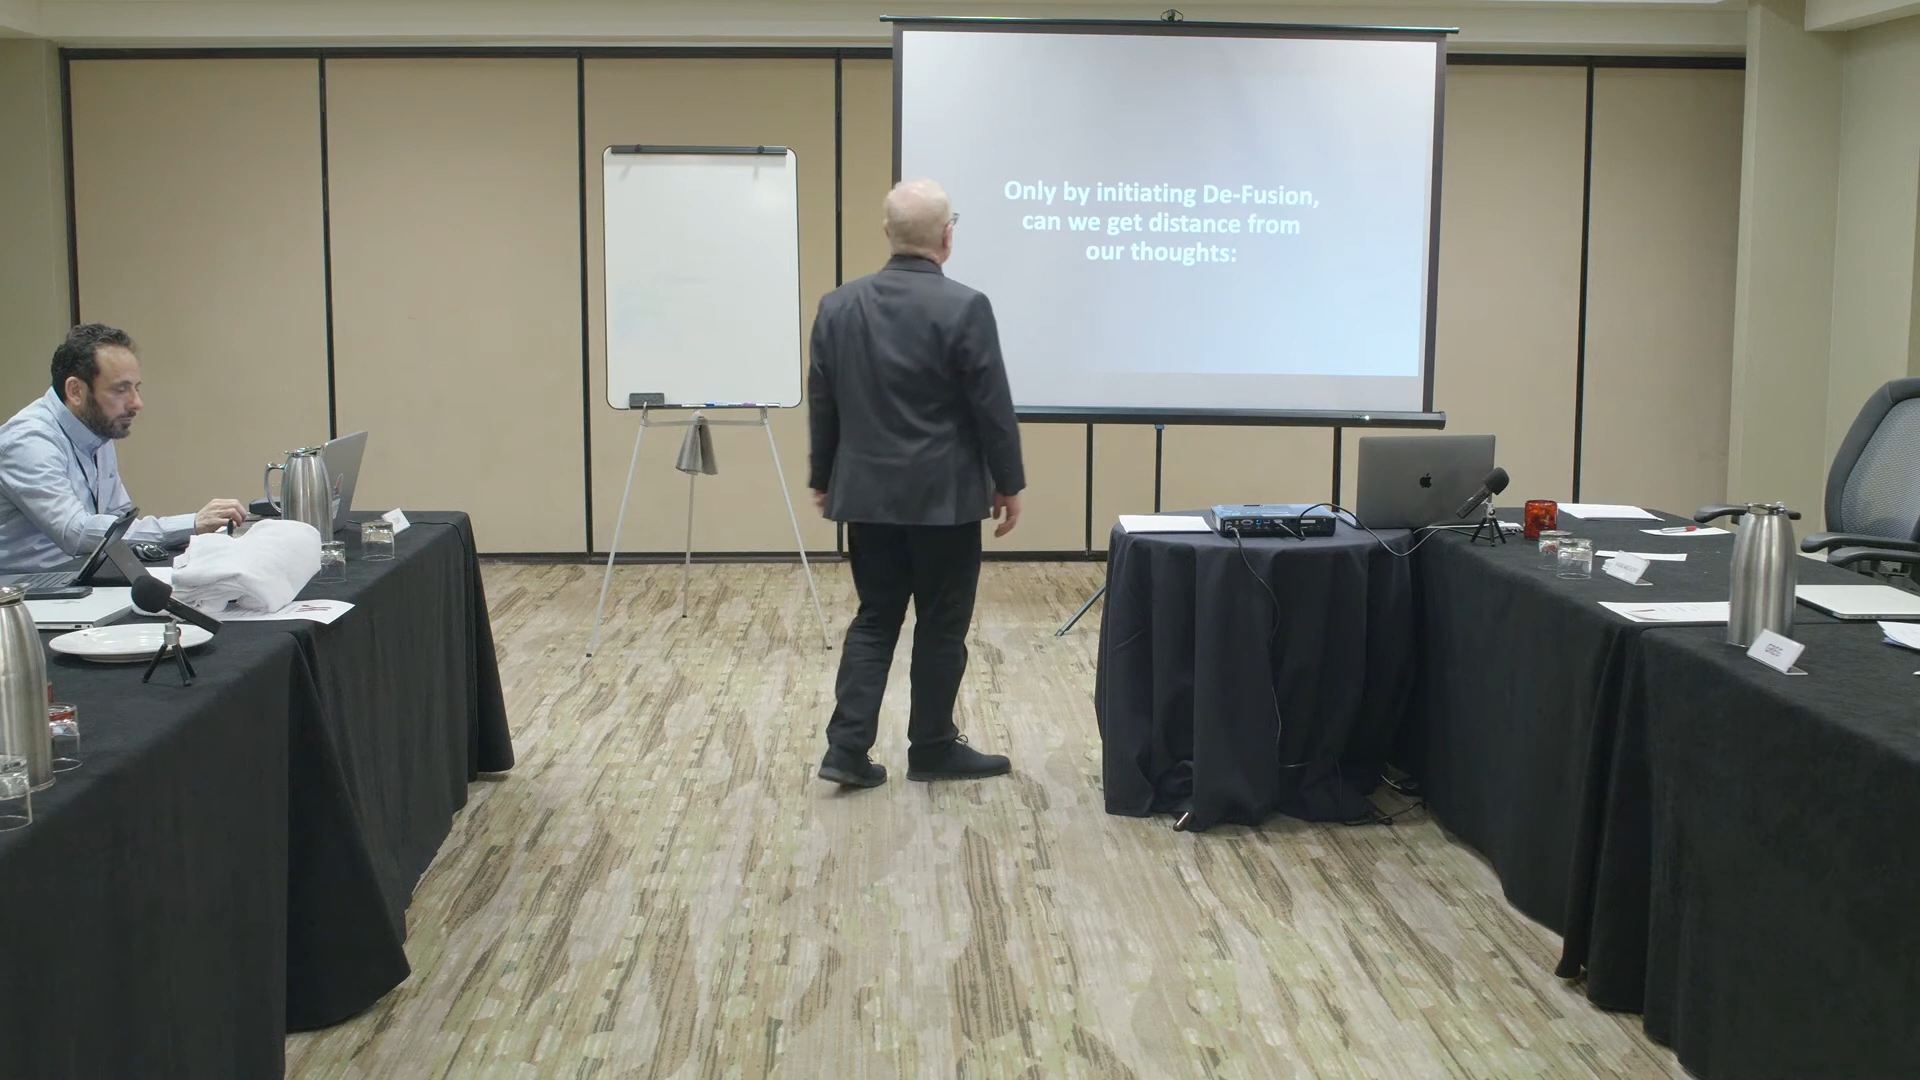 Only by initiating De-Fusion,
can we get distance from
our thoughts: